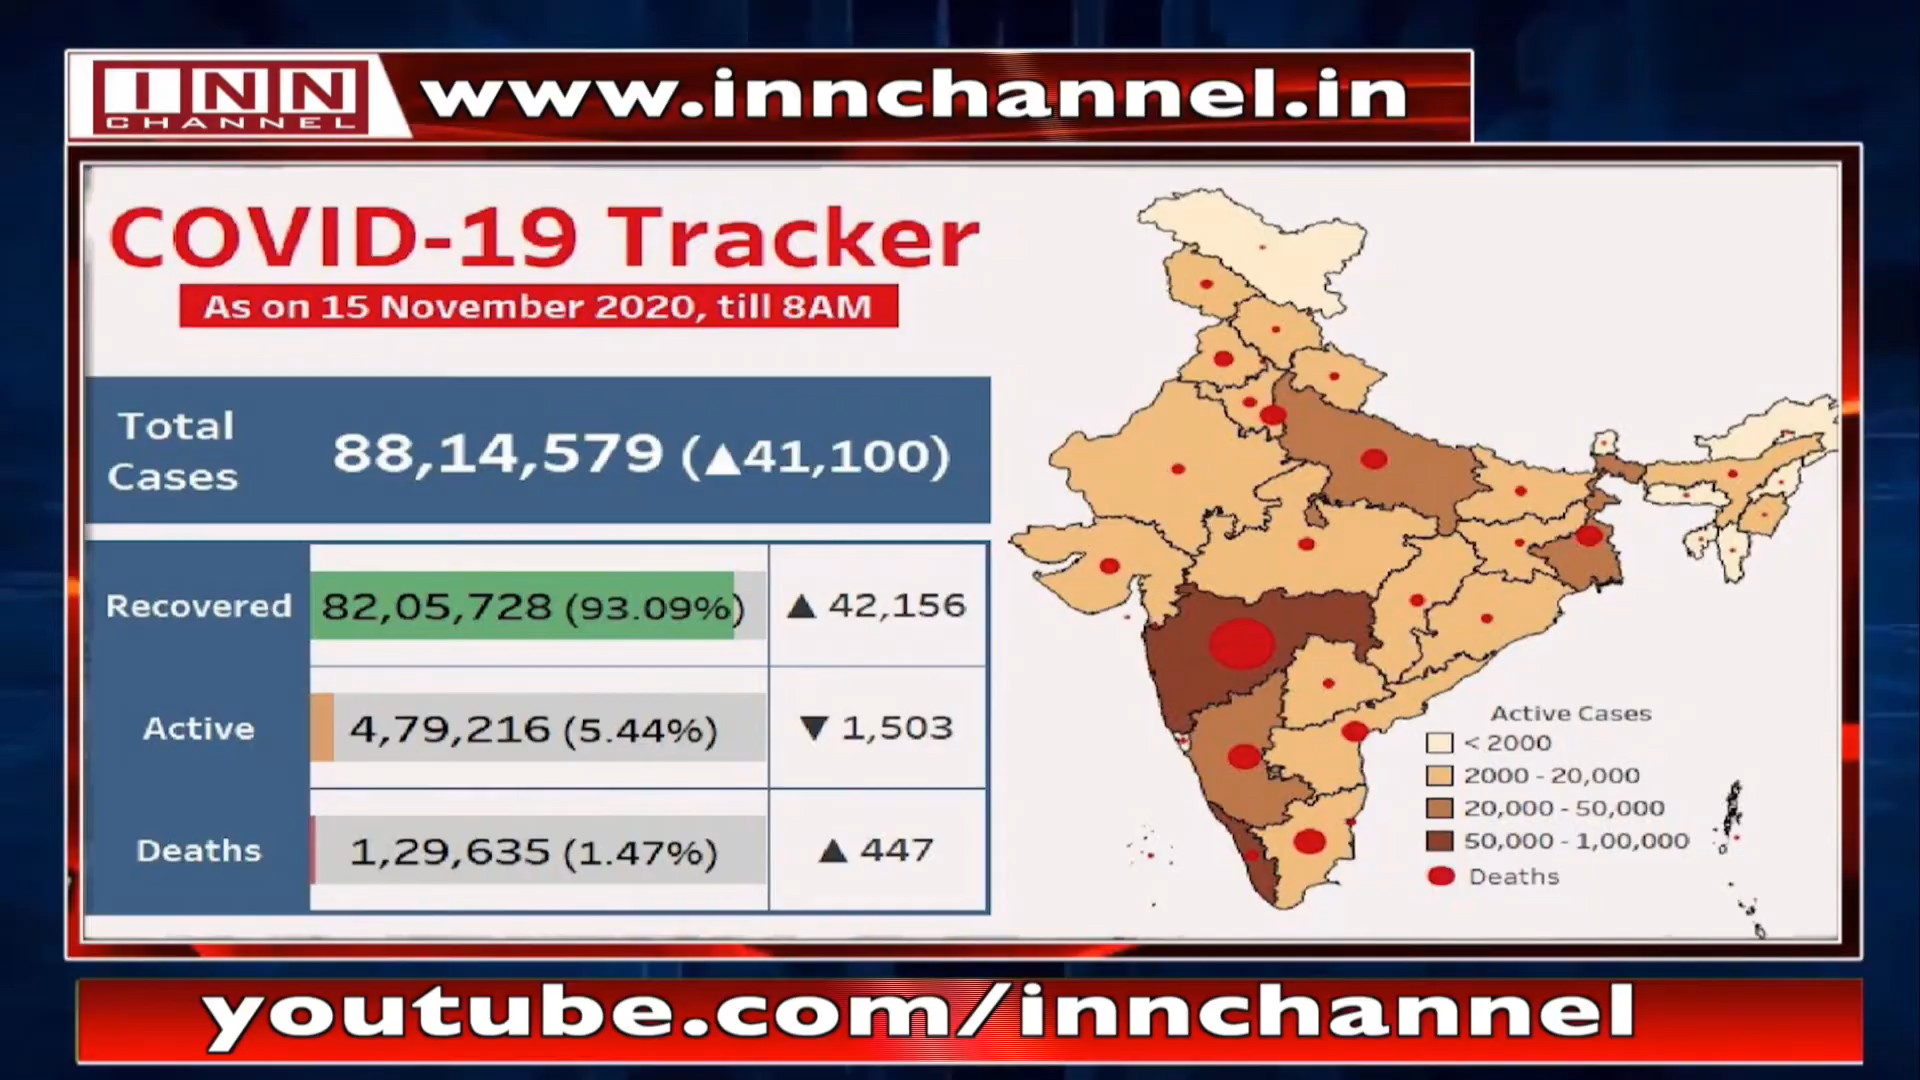 INN
CHANNEL
www.innchannel.in
COVID-19 Tracker
As on 15 November 2020, till 8AM
Total
Cases
88,14,579 (▲41,100)
Recovered
82,05,728 (93.09%)
▲ 42,156
Active
4,79,216 (5.44%)
▼ 1,503
Deaths
1,29,635 (1.47%)
▲ 447
Active Cases
< 2000
2000 - 20,000
20,000 - 50,000
50,000 - 1,00,000
Deaths
youtube.com/innchannel